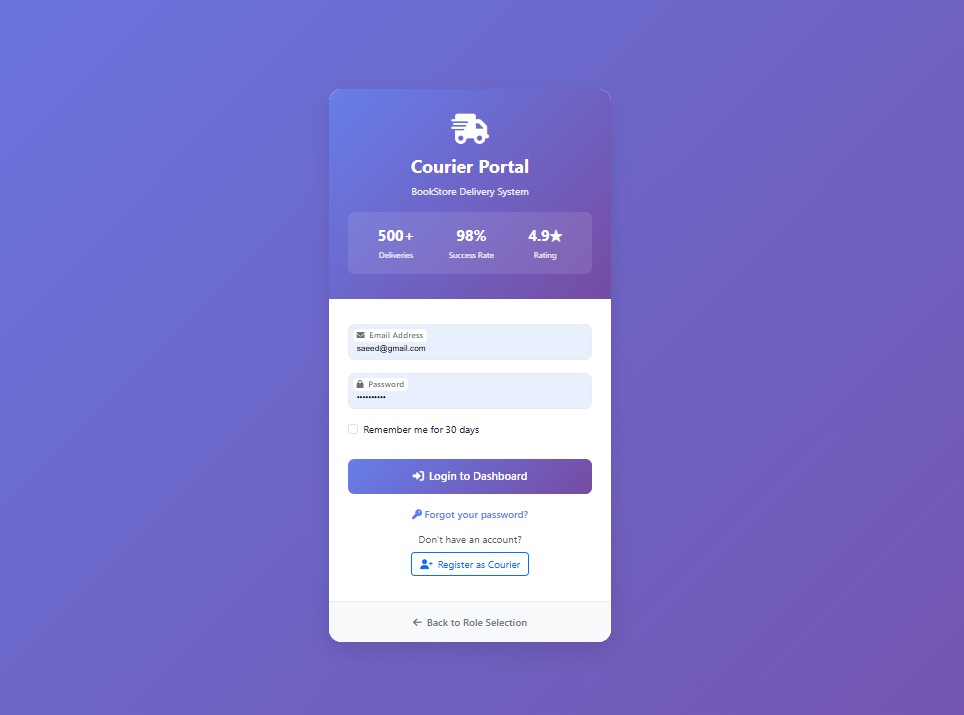 Courier Portal
BookStore Delivery System
500+ 98% 4.9★
Deliveries Success Rate Rating
Email Address
saeed@gmail.com
Password
••••••••••
Remember me for 30 days
Login to Dashboard
Forgot your password?
Don't have an account?
Register as Courier
Back to Role Selection